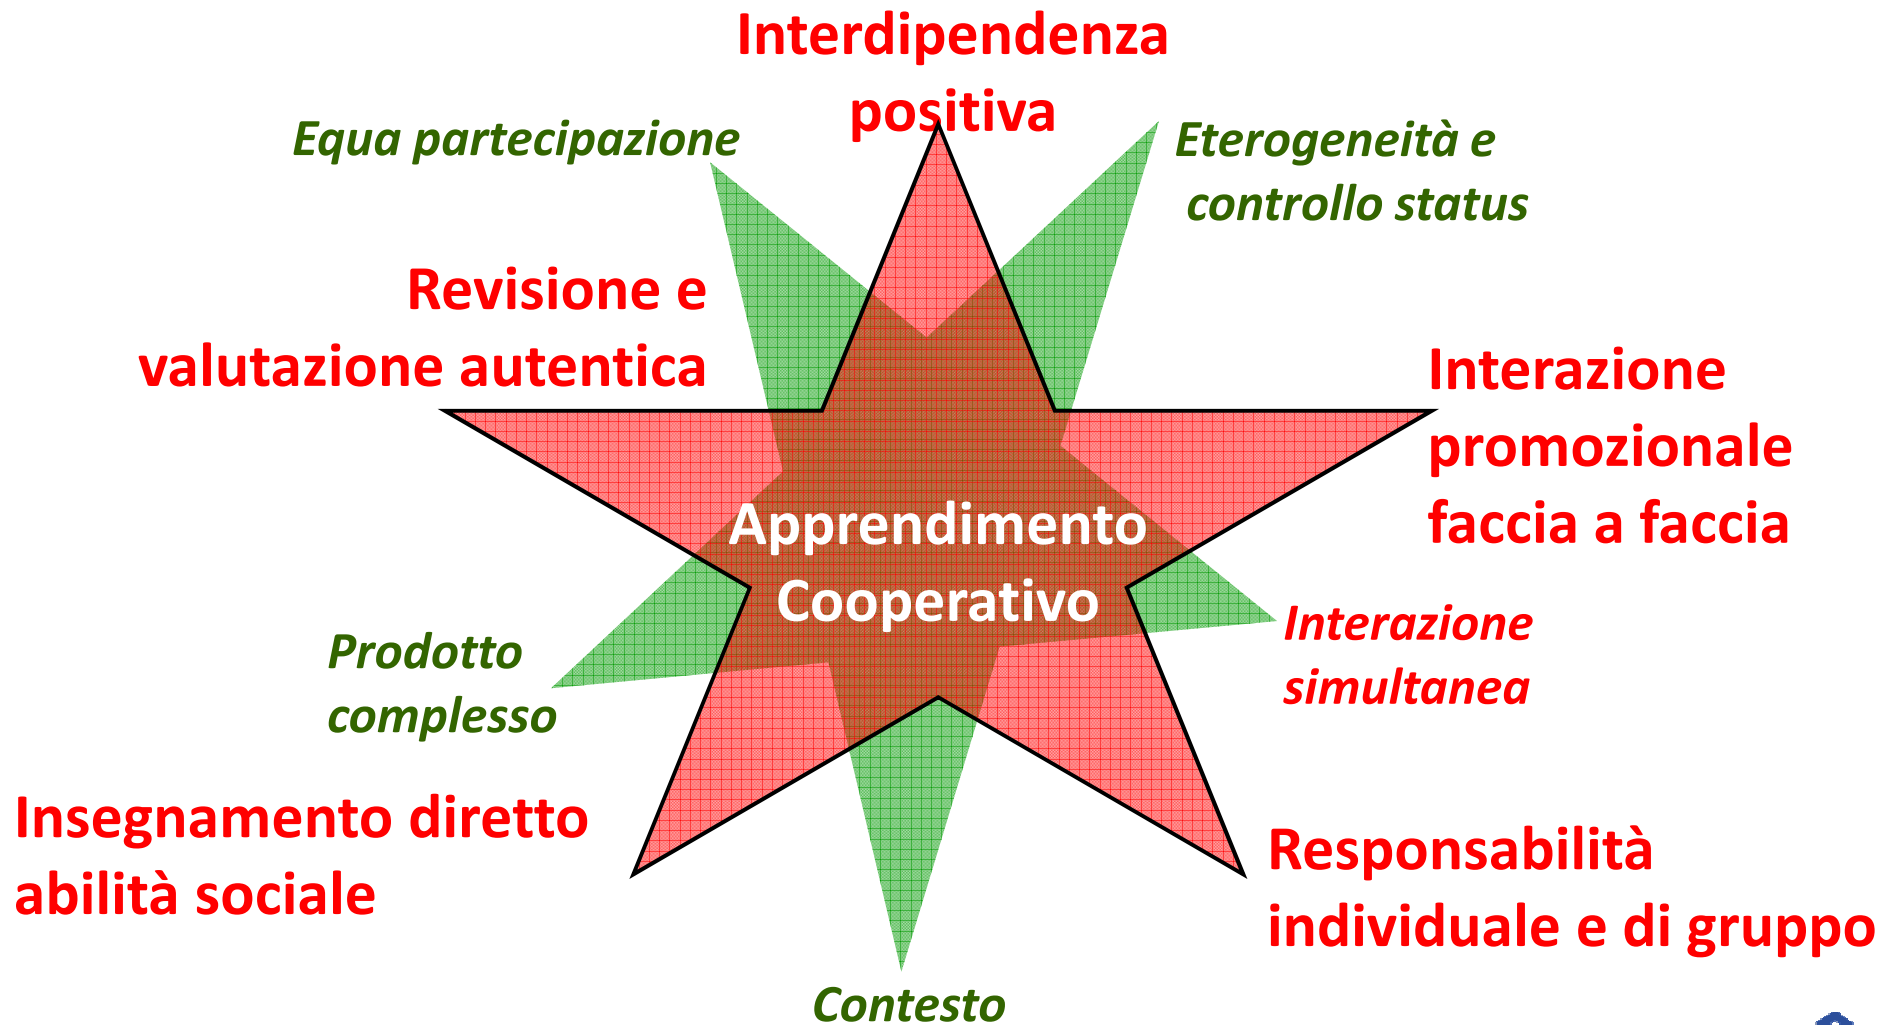 Interdipendenza
positiva
Equa partecipazione
Eterogeneità e
controllo status
Revisione e
valutazione autentica
Interazione
promozionale
faccia a faccia
Apprendimento
Cooperativo
Interazione
simultanea
Prodotto
complesso
Insegnamento diretto
abilità sociale
Responsabilità
individuale e di gruppo
Contesto